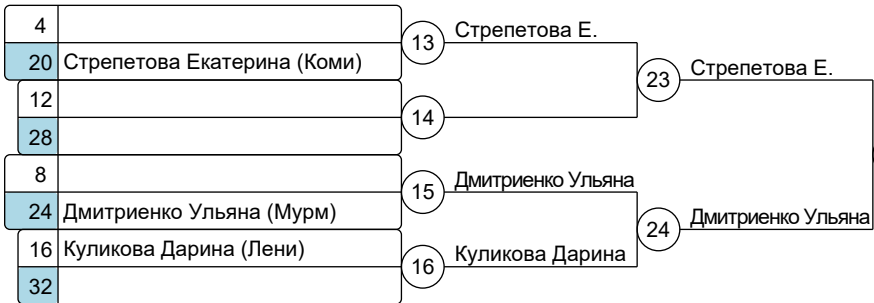 4
Стрепетова Е.
13
20 Стрепетова Екатерина (Коми)
23 Стрепетова Е.
12
14
28
8
15 Дмитриенко Ульяна
24 Дмитриенко Ульяна (Мурм)
24 Дмитриенко Ульяна
16 Куликова Дарина (Лени)
16 Куликова Дарина
32